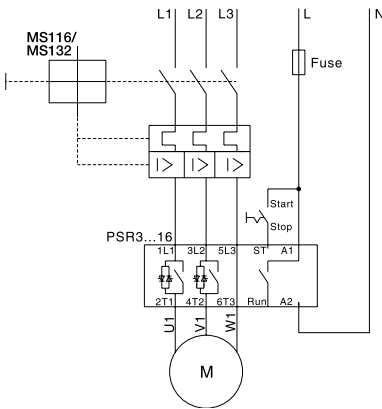 L1 L2 L3 L N
MS116/
MS132
Fuse
I> I> I>
Start
Stop
PSR3...16
1L1 3L2 5L3 ST A1
2T1 4T2 6T3 Run A2
U1 V1 W1
M